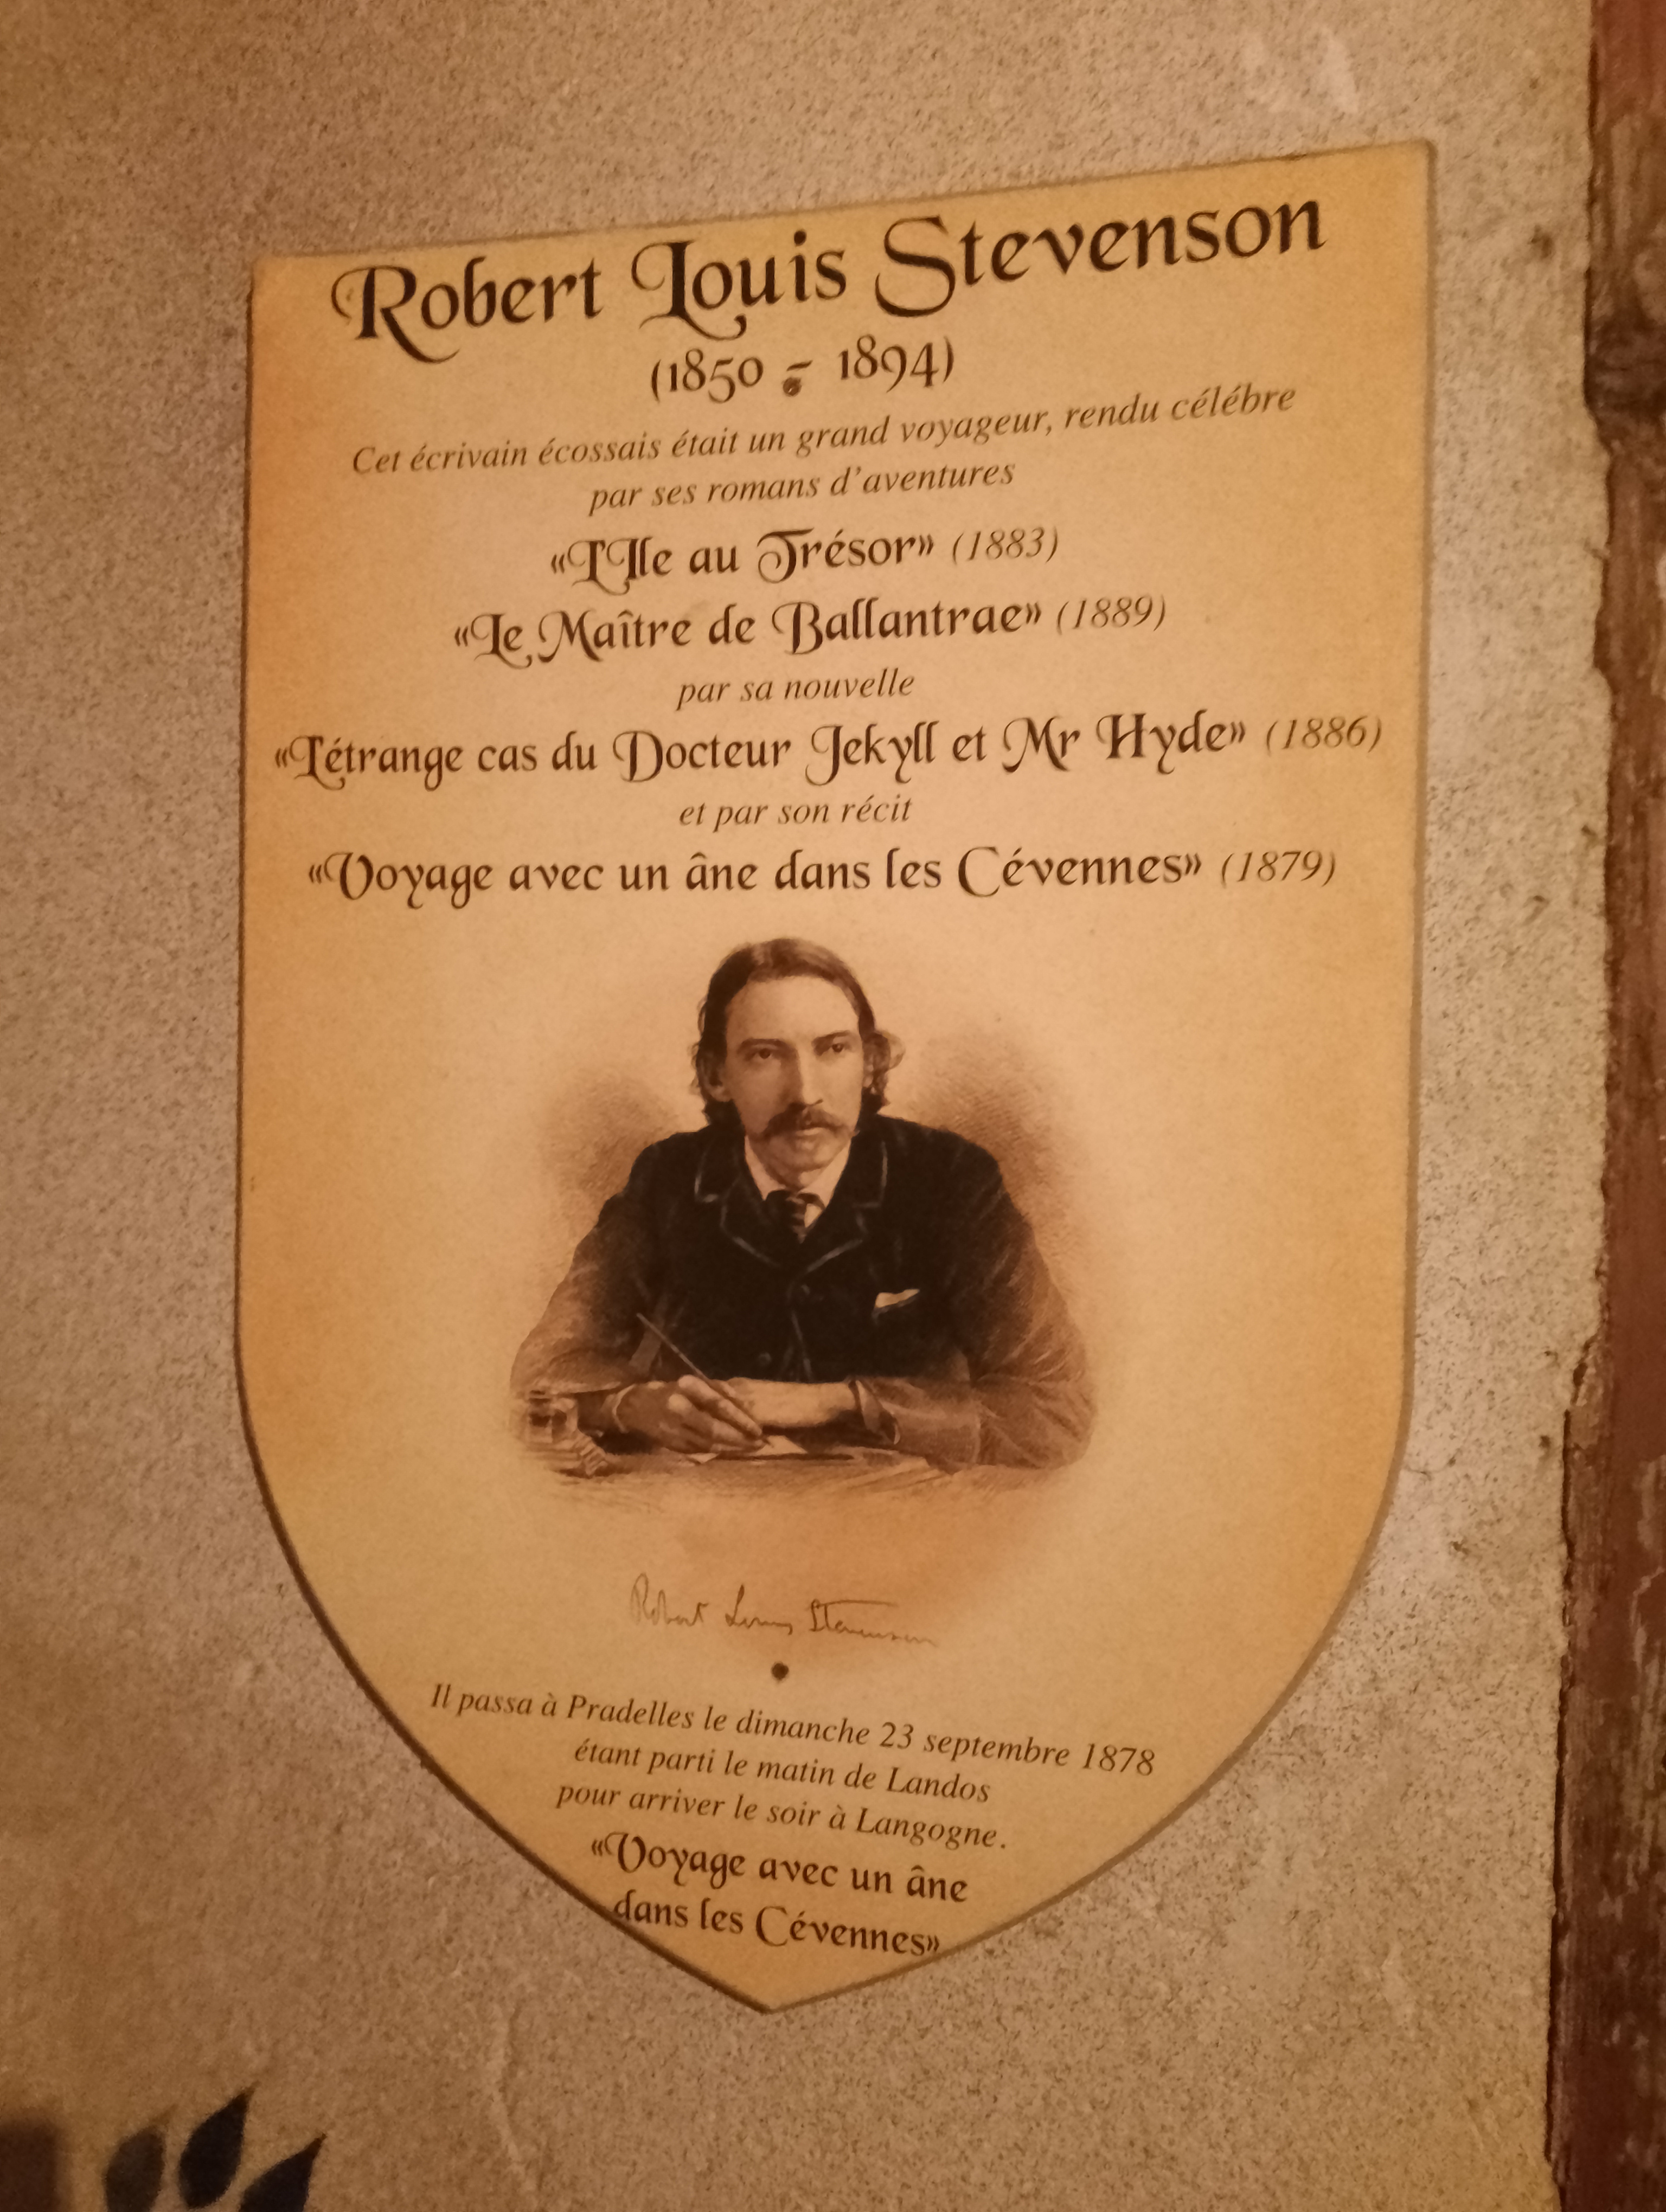 Robert Louis Stevenson
(1850 - 1894)
Cet écrivain écossais était un grand voyageur, rendu célébre
par ses romans d'aventures
«L'Ile au Trésor» (1883)
«Le Maître de Ballantrae» (1889)
par sa nouvelle
«L'étrange cas du Docteur Jekyll et Mr Hyde» (1886)
et par son récit
«Voyage avec un âne dans les Cévennes» (1879)
Robert Louis Stevenson
Il passa à Pradelles le dimanche 23 septembre 1878
étant parti le matin de Landos
pour arriver le soir à Langogne.
«Voyage avec un âne
dans les Cévennes»